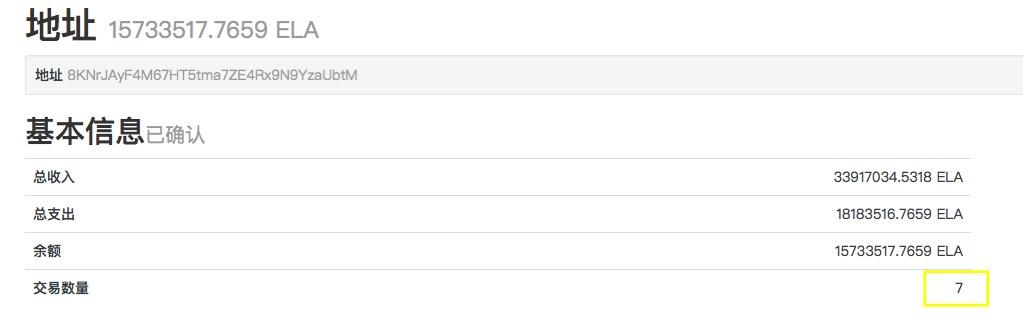 地址 15733517.7659 ELA
地址 8KNrJAyF4M67HT5tma7ZE4Rx9N9YzaUbtM
基本信息已确认
总收入 33917034.5318 ELA
总支出 18183516.7659 ELA
余额 15733517.7659 ELA
交易数量 7